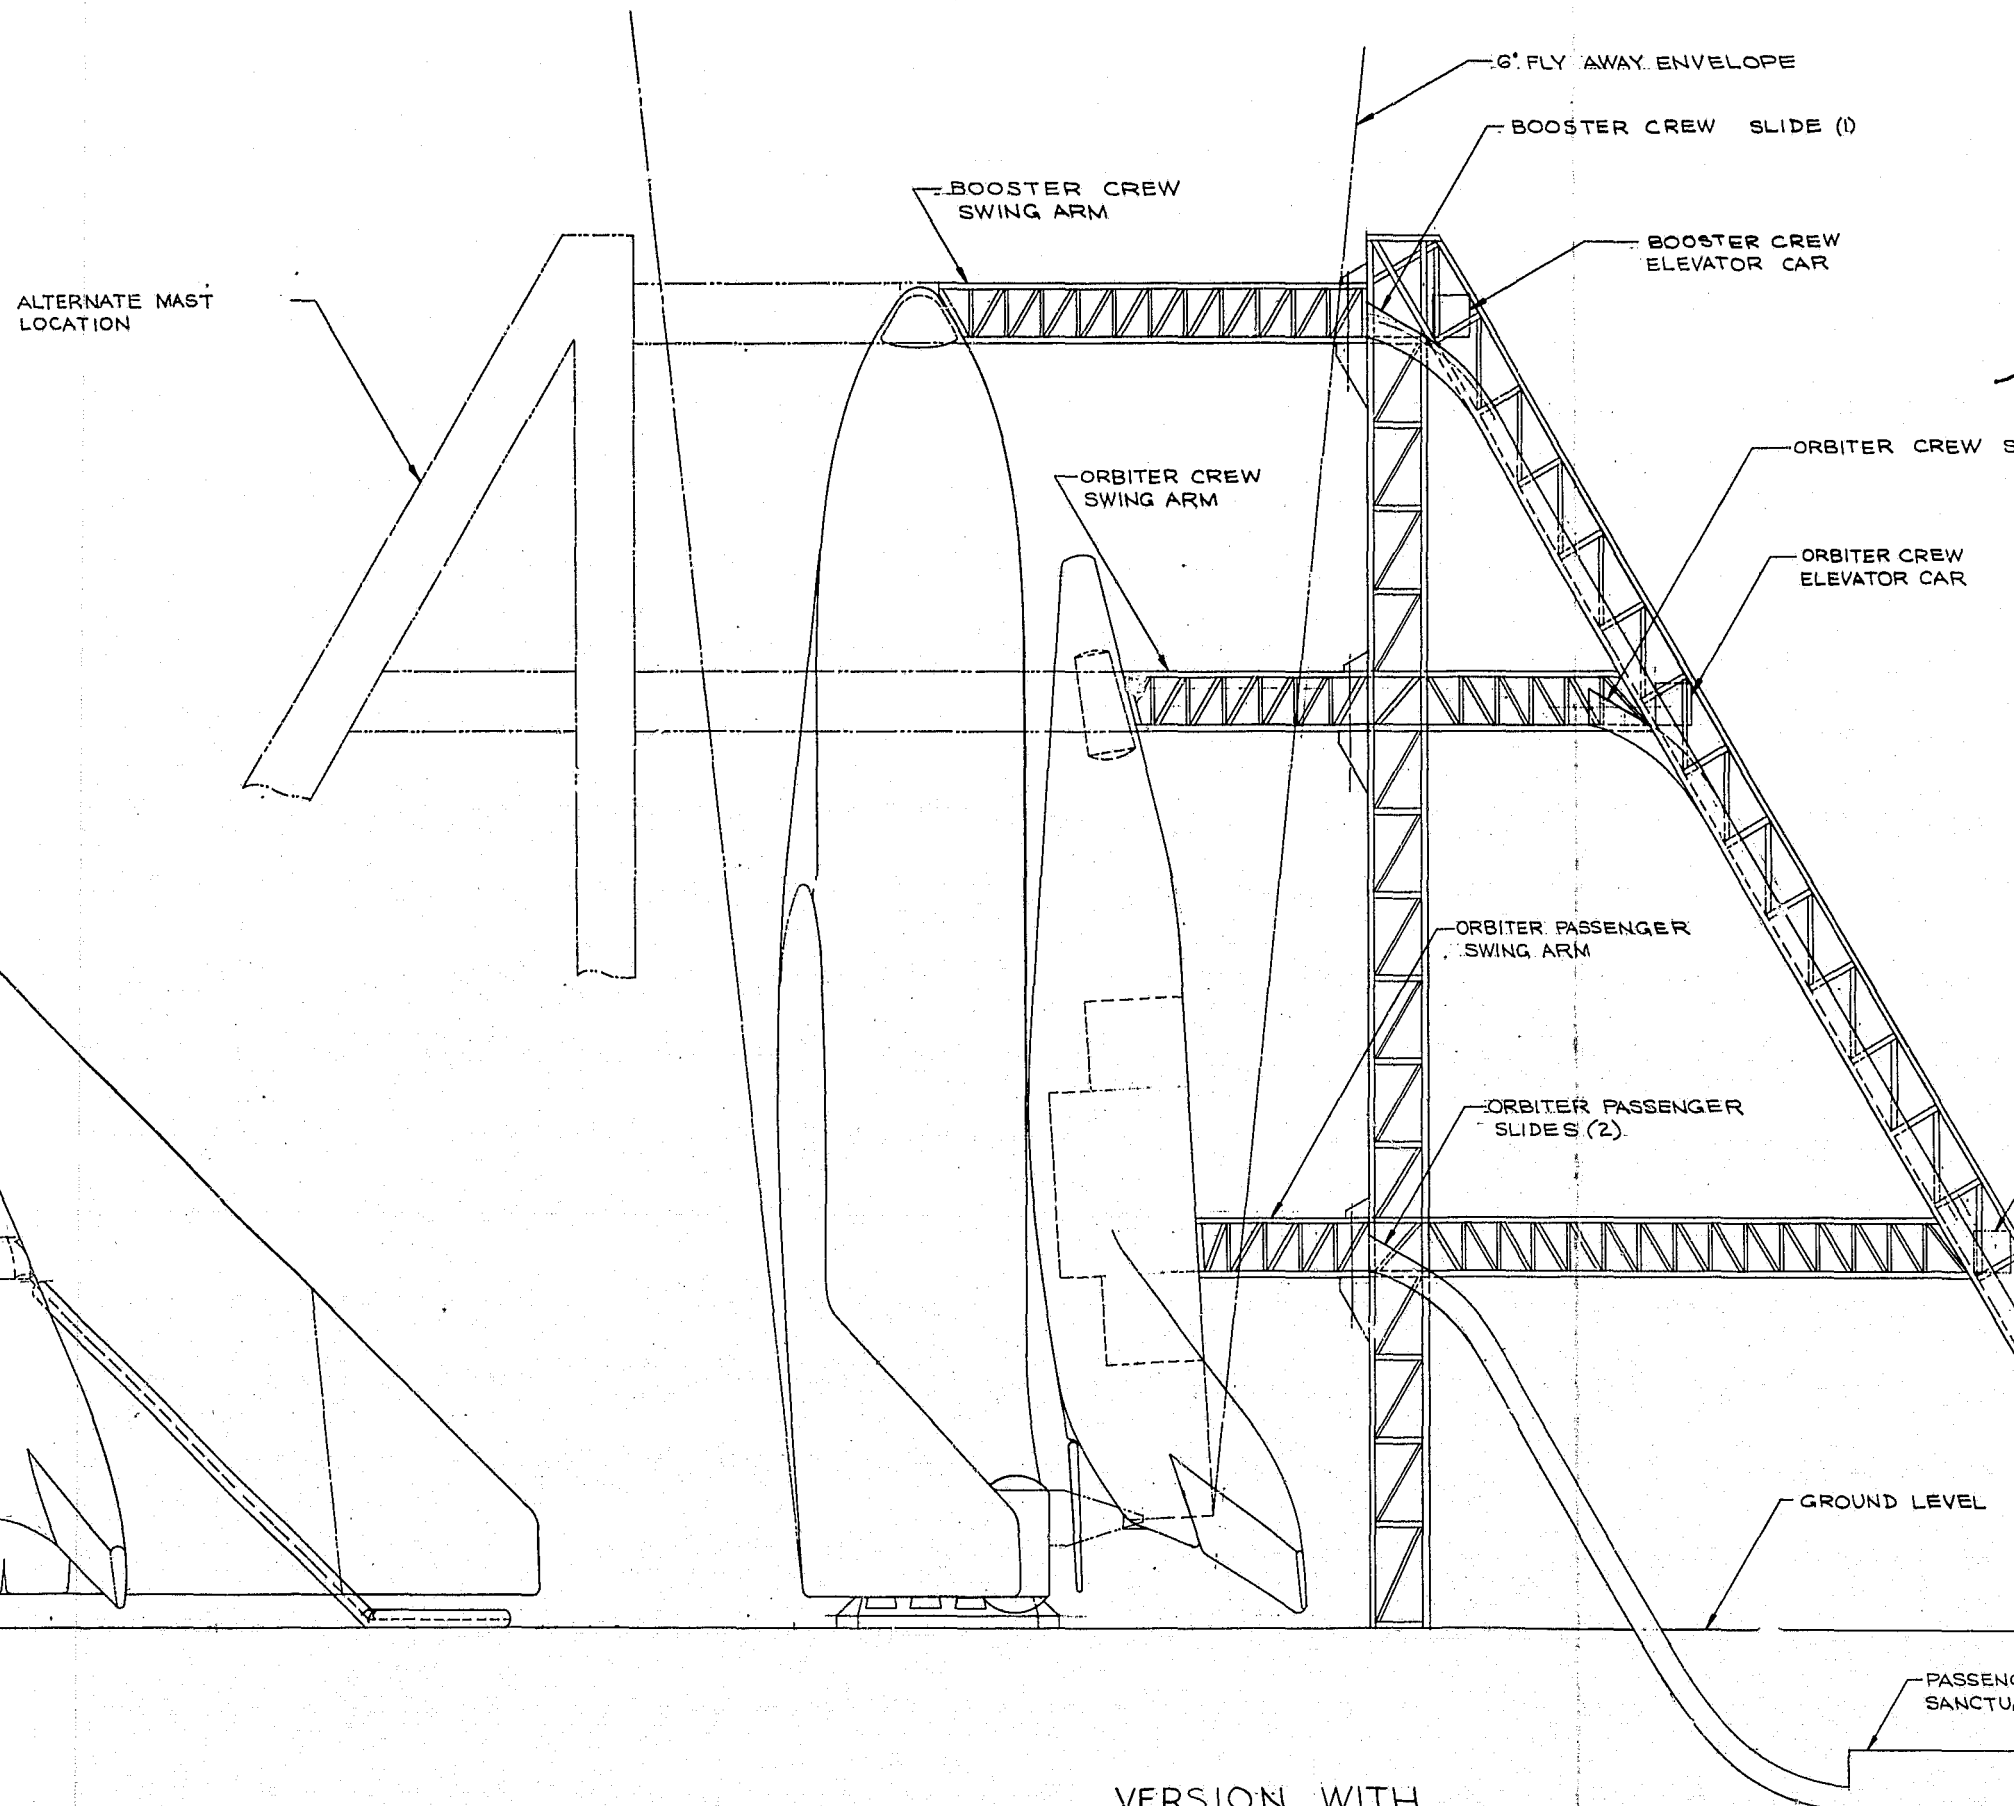 6° FLY AWAY ENVELOPE
BOOSTER CREW SLIDE (1)
BOOSTER CREW
SWING ARM
BOOSTER CREW
ELEVATOR CAR
ALTERNATE MAST
LOCATION
ORBITER CREW S
ORBITER CREW
SWING ARM
ORBITER CREW
ELEVATOR CAR
ORBITER PASSENGER
SWING ARM
ORBITER PASSENGER
SLIDES (2)
GROUND LEVEL
PASSENG
SANCTU
VERSION WITH